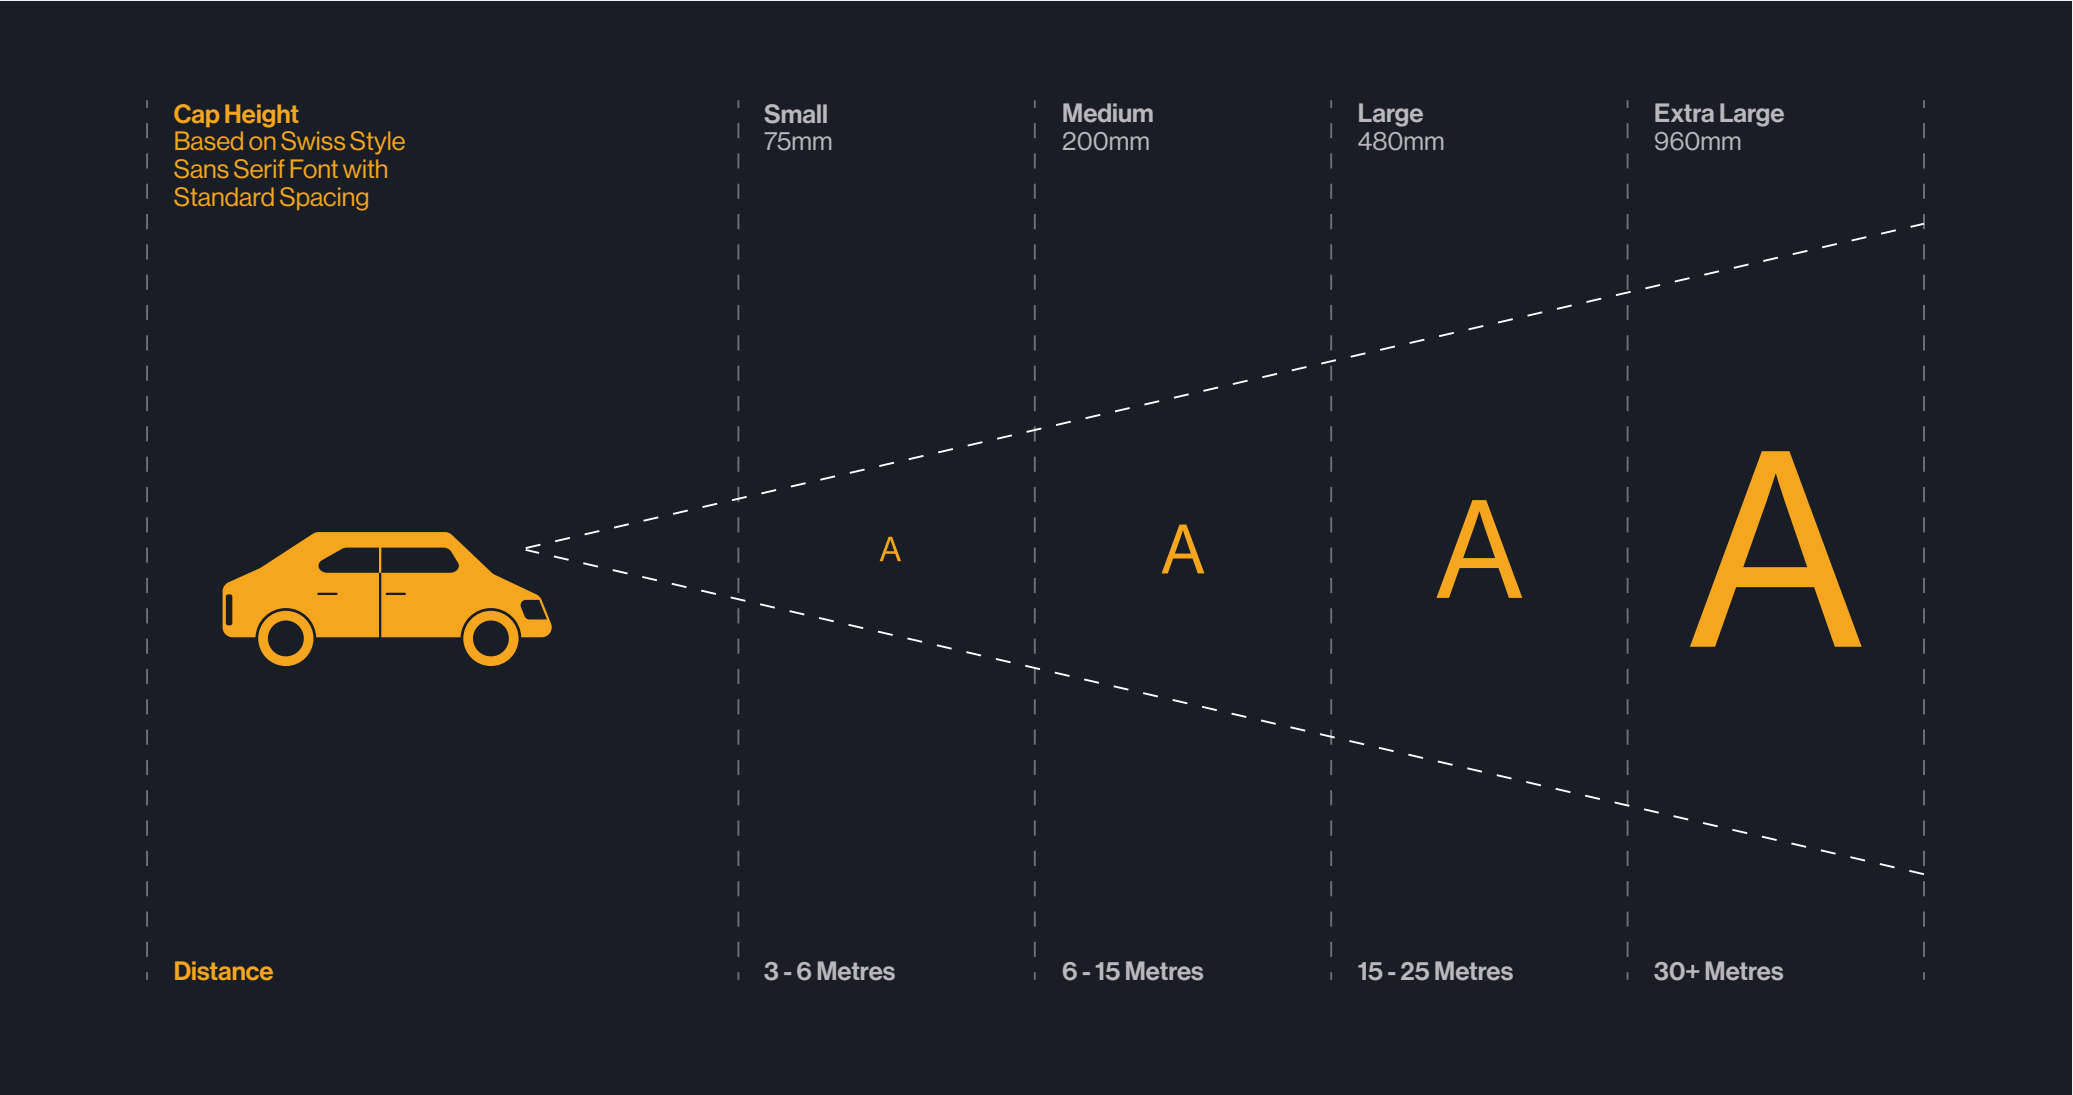 Cap Height
Based on Swiss Style
Sans Serif Font with
Standard Spacing
Small
75mm
Medium
200mm
Large
480mm
Extra Large
960mm
A
A
A
A
Distance
3 - 6 Metres
6 - 15 Metres
15 - 25 Metres
30+ Metres